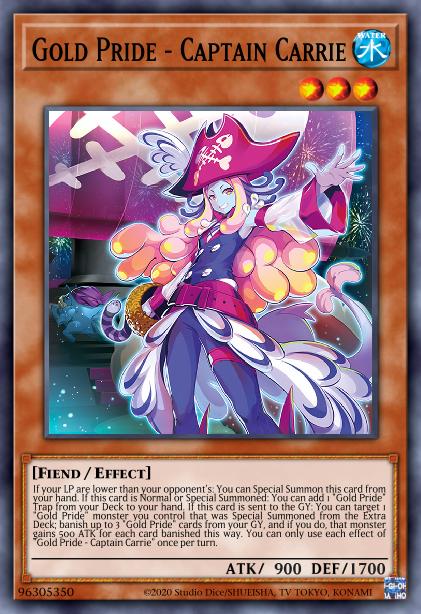 GOLD PRIDE - CAPTAIN CARRIE
WATER
水
[FIEND / EFFECT]
If your LP are lower than your opponent's: You can Special Summon this card from
your hand. If this card is Normal or Special Summoned: You can add 1 "Gold Pride"
Trap from your Deck to your hand. If this card is sent to the GY: You can target 1
"Gold Pride" monster you control that was Special Summoned from the Extra
Deck; banish up to 3 "Gold Pride" cards from your GY, and if you do, that monster
gains 500 ATK for each card banished this way. You can only use each effect of
"Gold Pride - Captain Carrie" once per turn.
ATK/ 900 DEF/1700
96305350 ©2020 Studio Dice/SHUEISHA, TV TOKYO, KONAMI